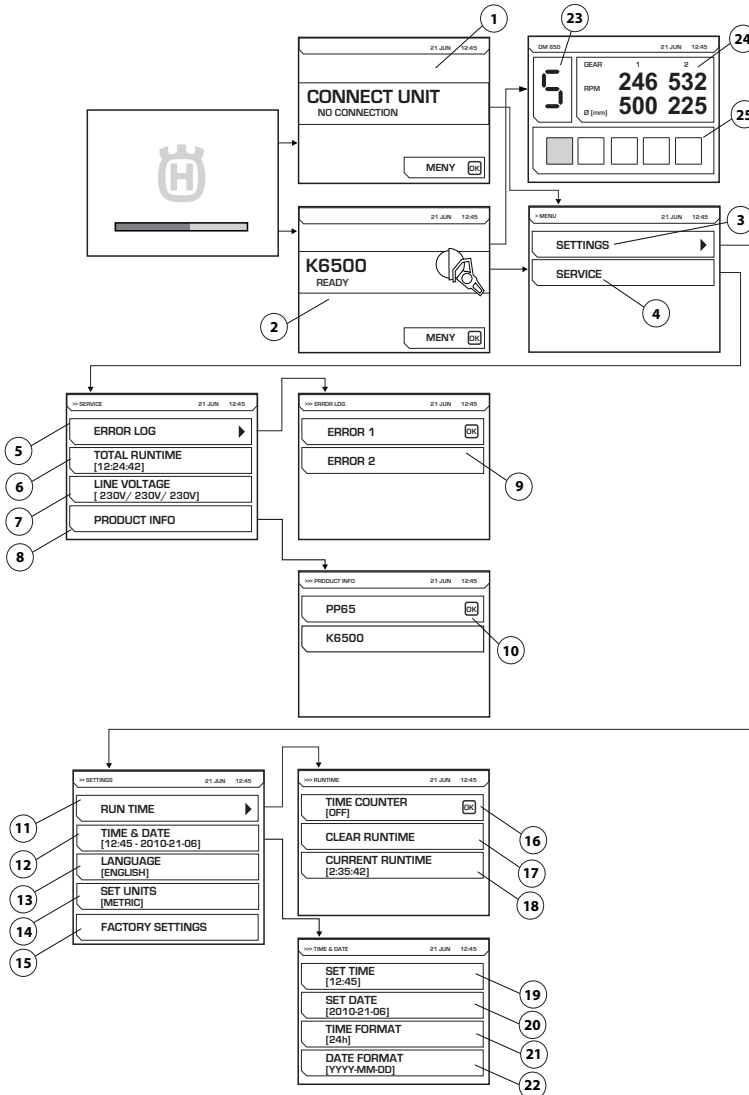 1
21 JUN 12:45
CONNECT UNIT
NO CONNECTION
MENY OK
23
DM 650 21 JUN 12:45
24
GEAR 1 2
RPM 246 532
Ø (mm) 500 225
5
25
H
21 JUN 12:45
K6500
READY
2
MENY OK
> MENU 21 JUN 12:45
3
SETTINGS
SERVICE
4
>> SERVICE 21 JUN 12:45
5
ERROR LOG
6
TOTAL RUNTIME
[12:24:42]
7
LINE VOLTAGE
[ 230V/ 230V/ 230V]
8
PRODUCT INFO
>>> ERROR LOG 21 JUN 12:45
ERROR 1 OK
ERROR 2
9
>>> PRODUCT INFO 21 JUN 12:45
PP65 OK
K6500
10
>> SETTINGS 21 JUN 12:45
11
RUN TIME
12
TIME & DATE
[12:45 - 2010-21-06]
13
LANGUAGE
[ENGLISH]
14
SET UNITS
[METRIC]
15
FACTORY SETTINGS
>>> RUNTIME 21 JUN 12:45
TIME COUNTER OK
[OFF]
16
CLEAR RUNTIME
17
CURRENT RUNTIME
[2:35:42]
18
>>> TIME & DATE 21 JUN 12:45
SET TIME
[12:45]
19
SET DATE
[2010-21-06]
20
TIME FORMAT
[24h]
21
DATE FORMAT
[YYYY-MM-DD]
22